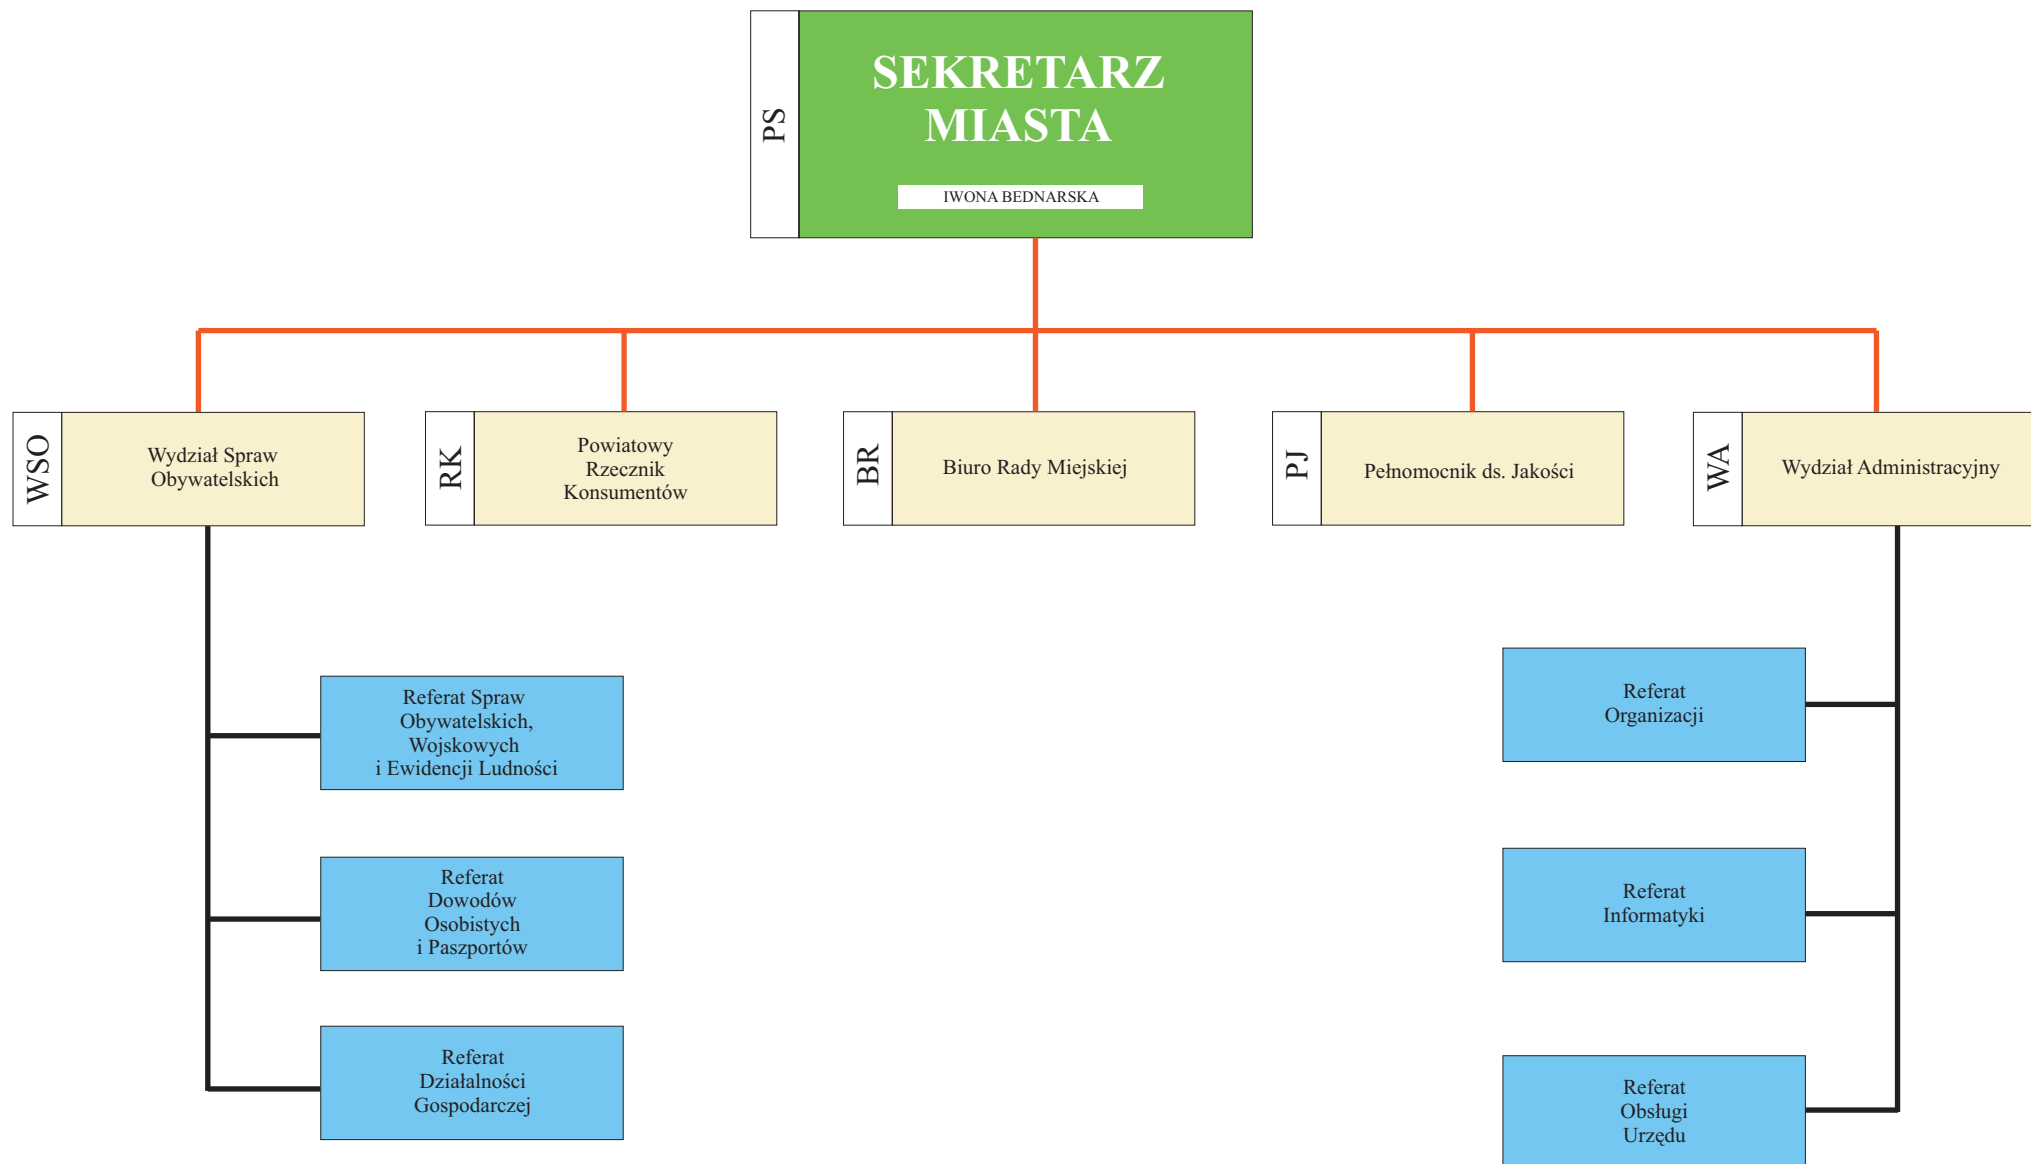 PS
SEKRETARZ
MIASTA
IWONA BEDNARSKA
WSO
Wydział Spraw
Obywatelskich
RK
Powiatowy
Rzecznik
Konsumentów
BR
Biuro Rady Miejskiej
PJ
Pełnomocnik ds. Jakości
WA
Wydział Administracyjny
Referat Spraw
Obywatelskich,
Wojskowych
i Ewidencji Ludności
Referat
Dowodów
Osobistych
i Paszportów
Referat
Działalności
Gospodarczej
Referat
Organizacji
Referat
Informatyki
Referat
Obsługi
Urzędu